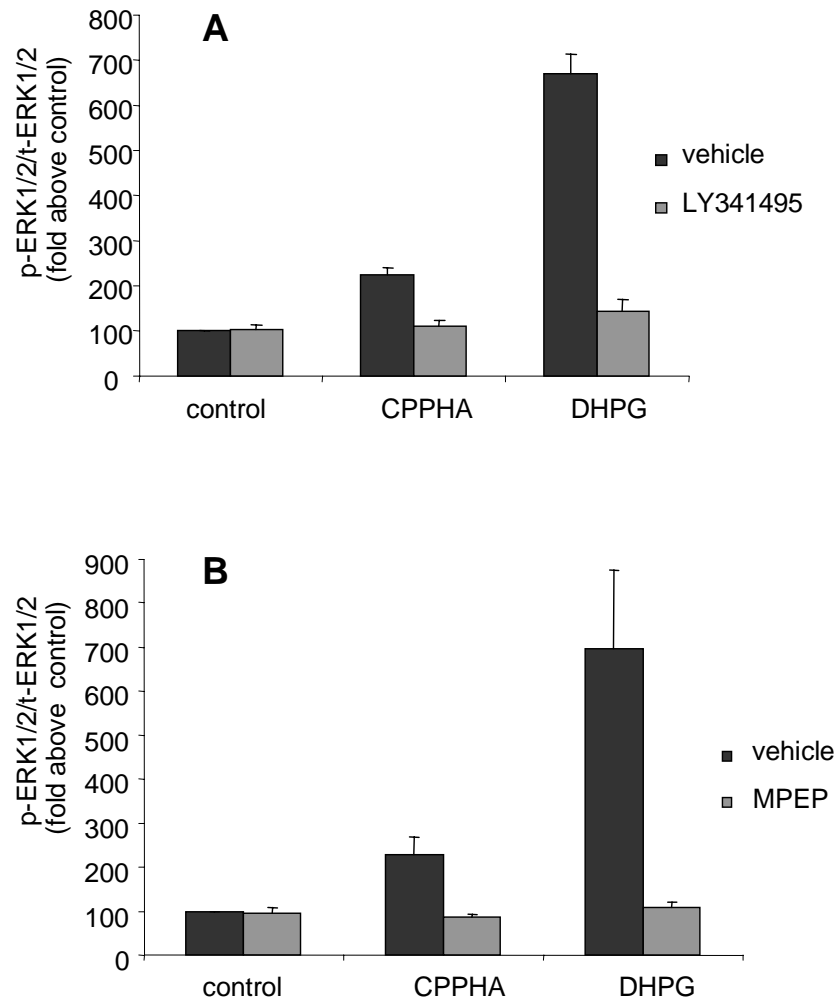 A
p-ERK1/2/t-ERK1/2
(fold above control)
800
700
600
500
400
300
200
100
0
control
CPPHA
DHPG
vehicle
LY341495
B
p-ERK1/2/t-ERK1/2
(fold above control)
900
800
700
600
500
400
300
200
100
0
control
CPPHA
DHPG
vehicle
MPEP